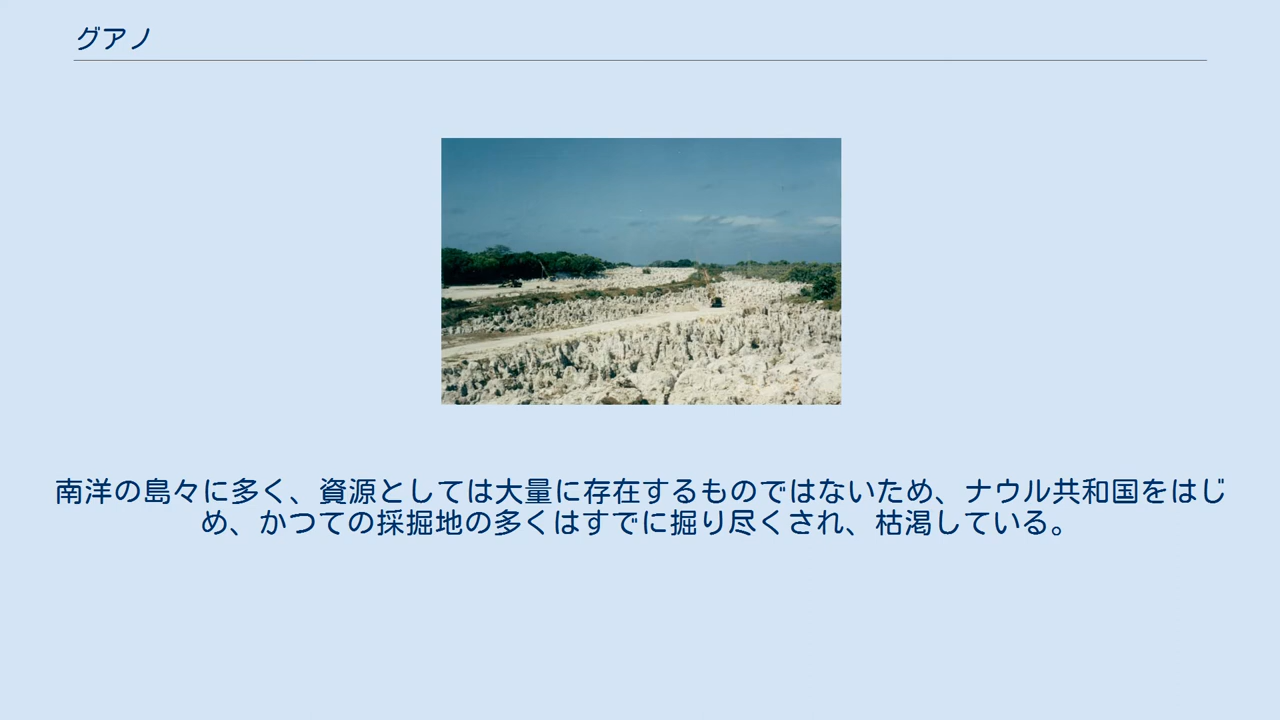 グアノ
南洋の島々に多く、資源としては大量に存在するものではないため、ナウル共和国をはじ
め、かつての採掘地の多くはすでに掘り尽くされ、枯渇している。